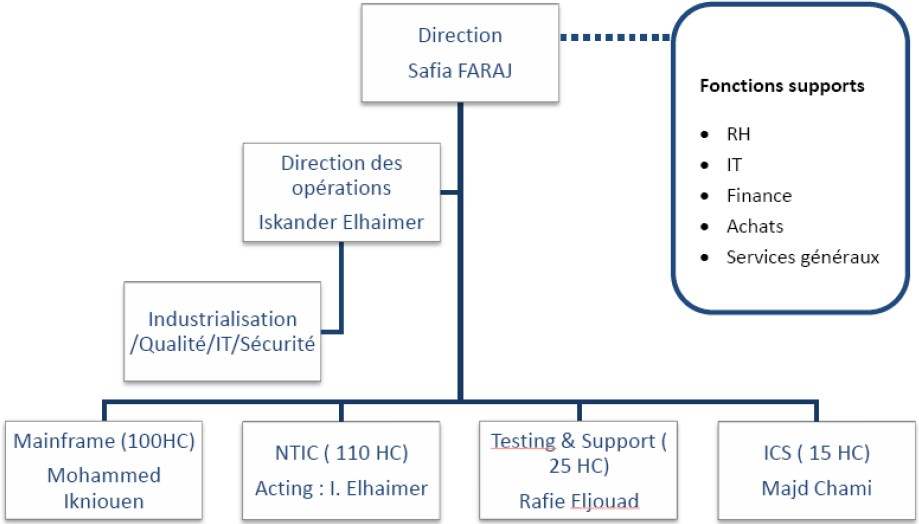 Direction
Safia FARAJ
Fonctions supports
• RH
• IT
• Finance
• Achats
• Services généraux
Direction des
opérations
Iskander Elhaimer
Industrialisation
/Qualité/IT/Sécurité
Mainframe (100HC)
Mohammed
Ikniouen
NTIC ( 110 HC)
Acting : I. Elhaimer
Testing & Support (
25 HC)
Rafie Eljouad
ICS ( 15 HC)
Majd Chami